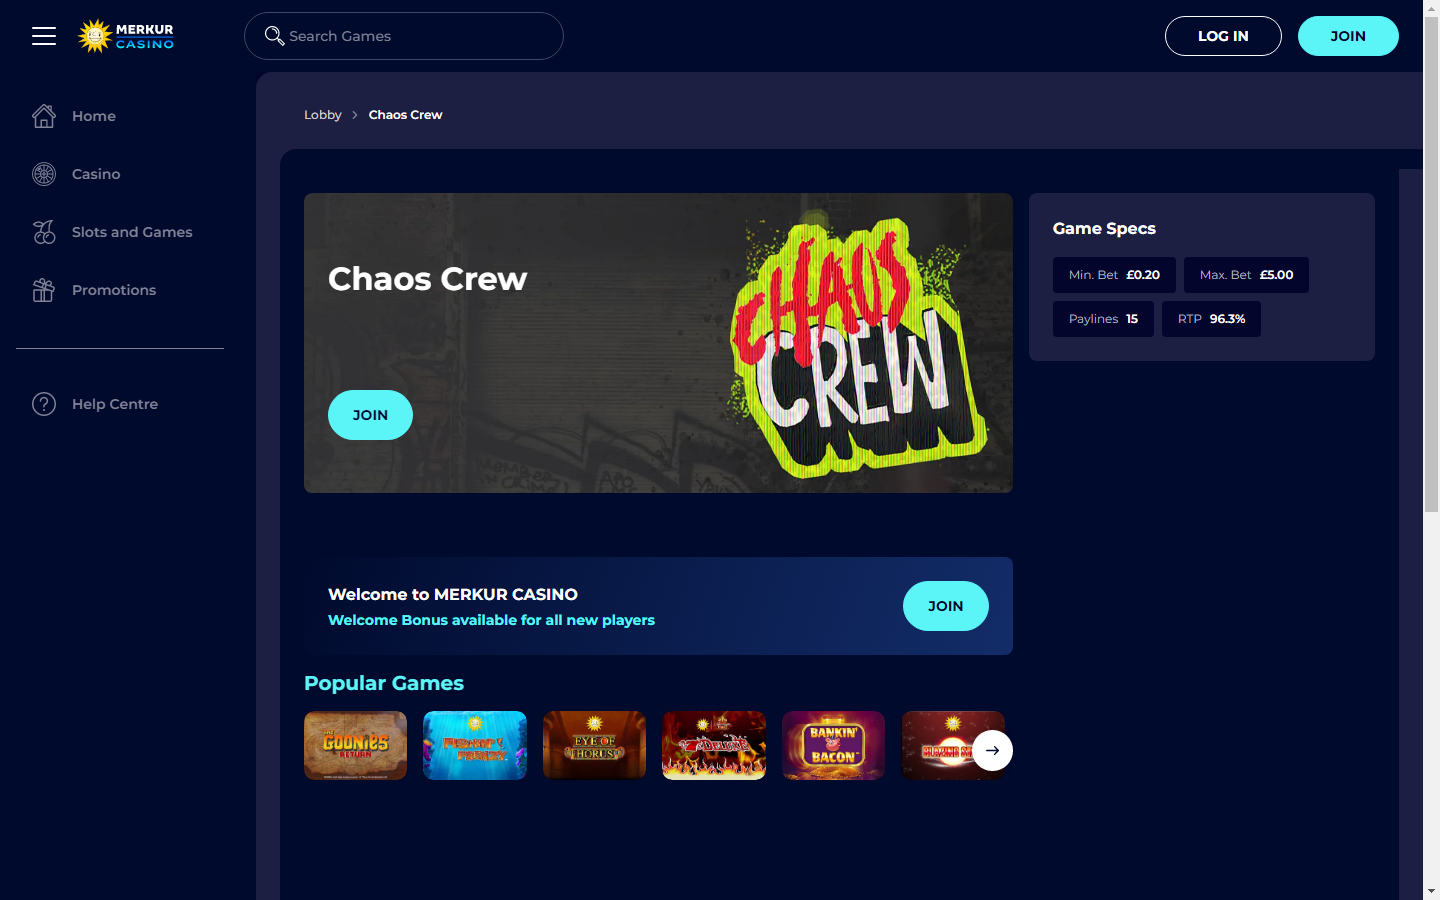 MERKUR
CASINO
Search Games
LOG IN
JOIN
Home
Casino
Slots and Games
Promotions
Help Centre
Lobby > Chaos Crew
Chaos Crew
JOIN
CHAOS
CREW
Game Specs
Min. Bet £0.20
Max. Bet £5.00
Paylines 15
RTP 96.3%
Welcome to MERKUR CASINO
Welcome Bonus available for all new players
JOIN
Popular Games
THE
GOONIES
RETURN
FISHIN' FRENZY
EYE OF
HORUS
7's DELUXE
BANKIN'
BACON